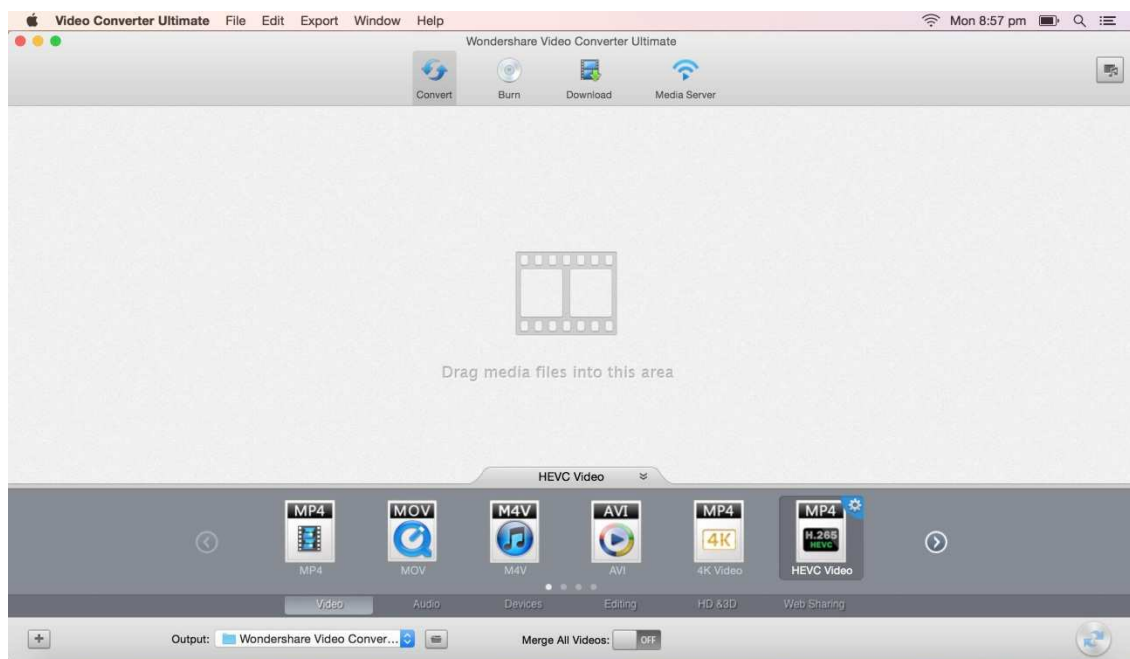 Video Converter Ultimate File Edit Export Window Help Mon 8:57 pm
Wondershare Video Converter Ultimate
Convert Burn Download Media Server
Drag media files into this area
HEVC Video
MP4 MOV M4V AVI MP4 MP4
4K H.265
HEVC
MP4 MOV M4V AVI 4K Video HEVC Video
Video Audio Devices Editing HD &3D Web Sharing
Output: Wondershare Video Conver... Merge All Videos: OFF